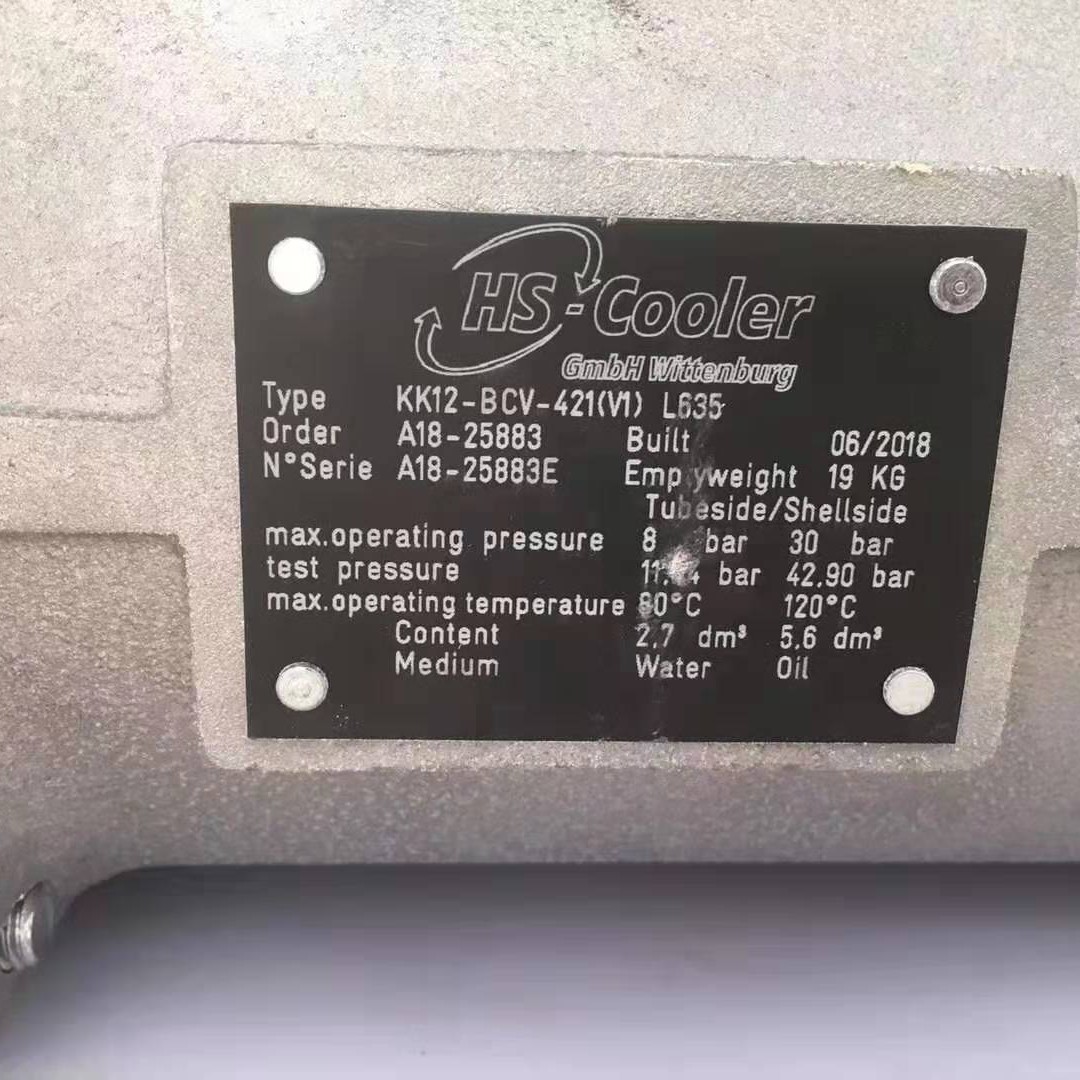 HS-Cooler
GmbH Wittenburg
Type KK12-BCV-421(V1) L635
Order A18-25883 Built 06/2018
N°Serie A18-25883E weight 19 KG
Tubeside/Shellside
max.operating pressure 8 bar 30 bar
test pressure bar 42.90 bar
max.operating temperature 80°C 120°C
Content 2,7 dm³ 5,6 dm³
Medium Water Oil